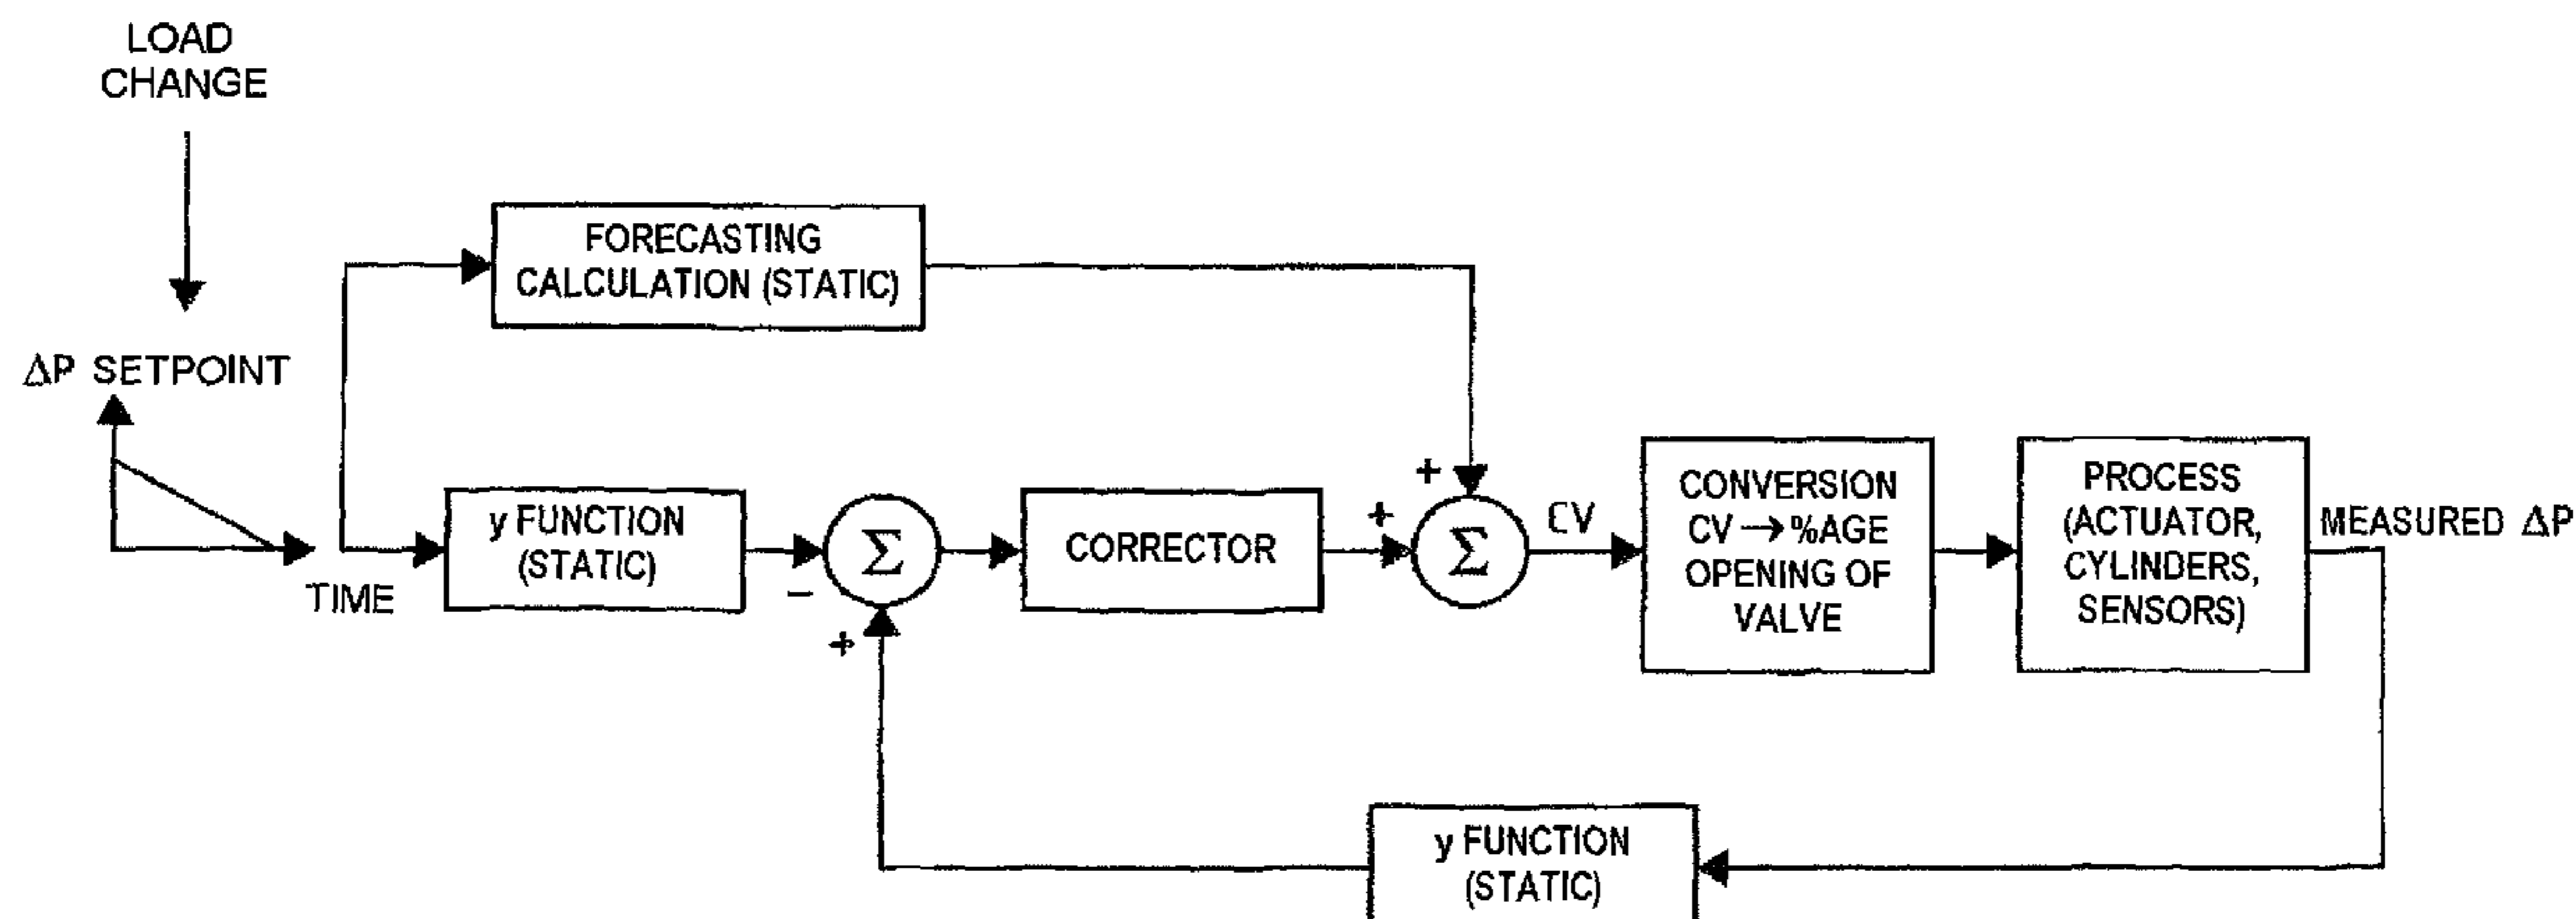 LOAD
CHANGE
FORECASTING
CALCULATION (STATIC)
ΔP SETPOINT
TIME
y FUNCTION
(STATIC)
−
+
Σ
CORRECTOR
+
+
Σ
CV
CONVERSION
CV → %AGE
OPENING OF
VALVE
PROCESS
(ACTUATOR,
CYLINDERS,
SENSORS)
MEASURED ΔP
y FUNCTION
(STATIC)